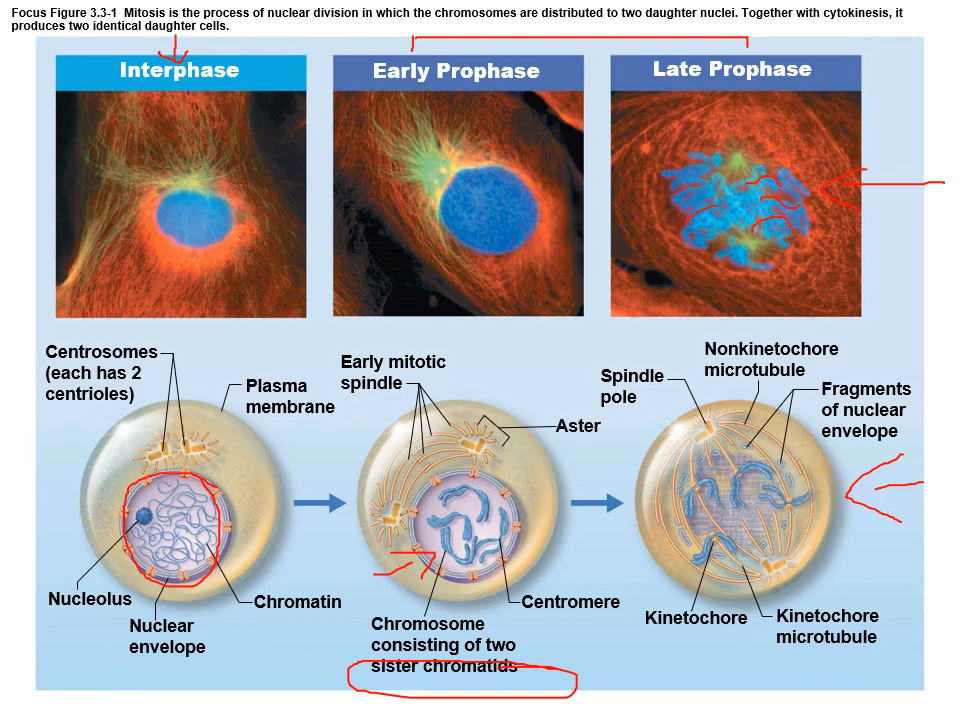 Focus Figure 3.3-1 Mitosis is the process of nuclear division in which the chromosomes are distributed to two daughter nuclei. Together with cytokinesis, it
produces two identical daughter cells.
Interphase
Early Prophase
Late Prophase
Centrosomes
(each has 2
centrioles)
Plasma
membrane
Early mitotic
spindle
Aster
Spindle
pole
Nonkinetochore
microtubule
Fragments
of nuclear
envelope
Nucleolus
Nuclear
envelope
Chromatin
Chromosome
consisting of two
sister chromatids
Centromere
Kinetochore
Kinetochore
microtubule